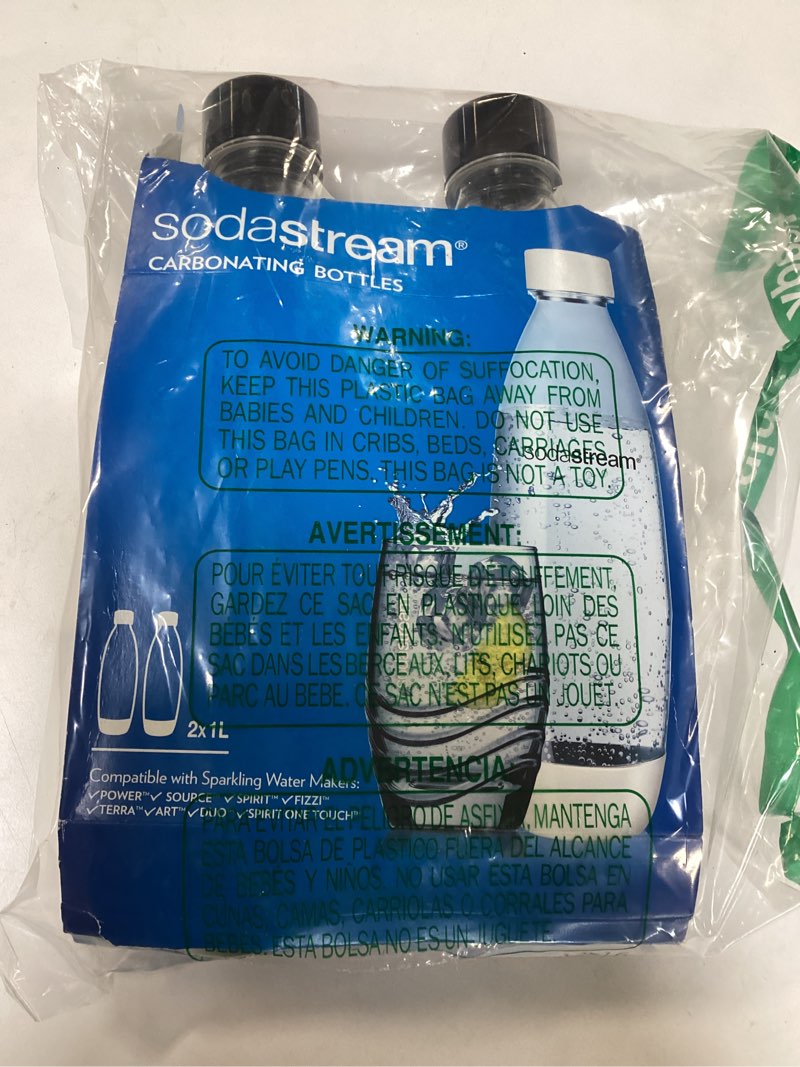 sodastream®
CARBONATING BOTTLES
WARNING:
TO AVOID DANGER OF SUFFOCATION,
KEEP THIS PLASTIC BAG AWAY FROM
BABIES AND CHILDREN. DO NOT USE
THIS BAG IN CRIBS, BEDS, CARRIAGES
OR PLAY PENS. THIS BAG IS NOT A TOY.
sodastream
AVERTISSEMENT:
POUR ÉVITER TOUT RISQUE D'ÉTOUFFEMENT,
GARDEZ CE SAC EN PLASTIQUE LOIN DES
BEBÉS ET LES ENFANTS. N'UTILISEZ PAS CE
SAC DANS LES BERCEAUX, LITS, CHARIOTS OU
PARC AU BEBE. CE SAC N'EST PAS UN JOUET.
2x1L
Compatible with Sparkling Water Makers:
✓POWER™ ✓ SOURCE ✓ SPIRIT™ ✓ FIZZI™
✓TERRA™ ✓ART™ ✓DUO ✓SPIRIT ONE TOUCH™
ADVERTENCIA:
PARA EVITAR EL PELIGRO DE ASFIXIA, MANTENGA
ESTA BOLSA DE PLASTICO FUERA DEL ALCANCE
DE BEBES Y NIÑOS. NO USAR ESTA BOLSA EN
CUNAS, CAMAS, CARRIOLAS O CORRALES PARA
BEBES. ESTA BOLSA NO ES UN JUGUETE.